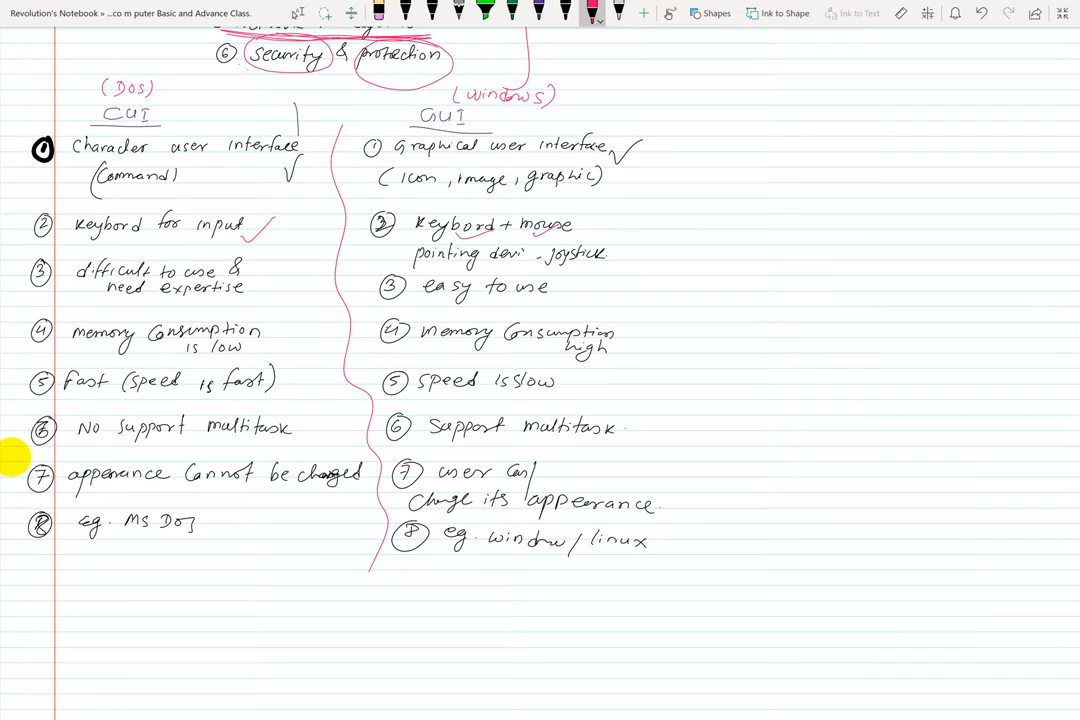 Revolution's Notebook » ...co m puter Basic and Advance Class.
Shapes
Ink to Shape
Ink to Text
⑥ security & protection
(DOS)
CUI
① Character user interface
(Command)
② Keybord for input
③ difficult to use &
need expertise
④ memory Consumption
is low
⑤ Fast (speed is fast)
⑥ No support multitask
⑦ apperance Cannot be changed
⑧ Eg. MS DOS
(Windows)
GUI
① Graphical user interface
(Icon, image, graphic)
② Keybord + mouse
pointing devi - joystick.
③ easy to use
④ memory Consumption
high
⑤ speed is slow
⑥ Support multitask.
⑦ user Can
Change its appearance.
⑧ eg. window / linux